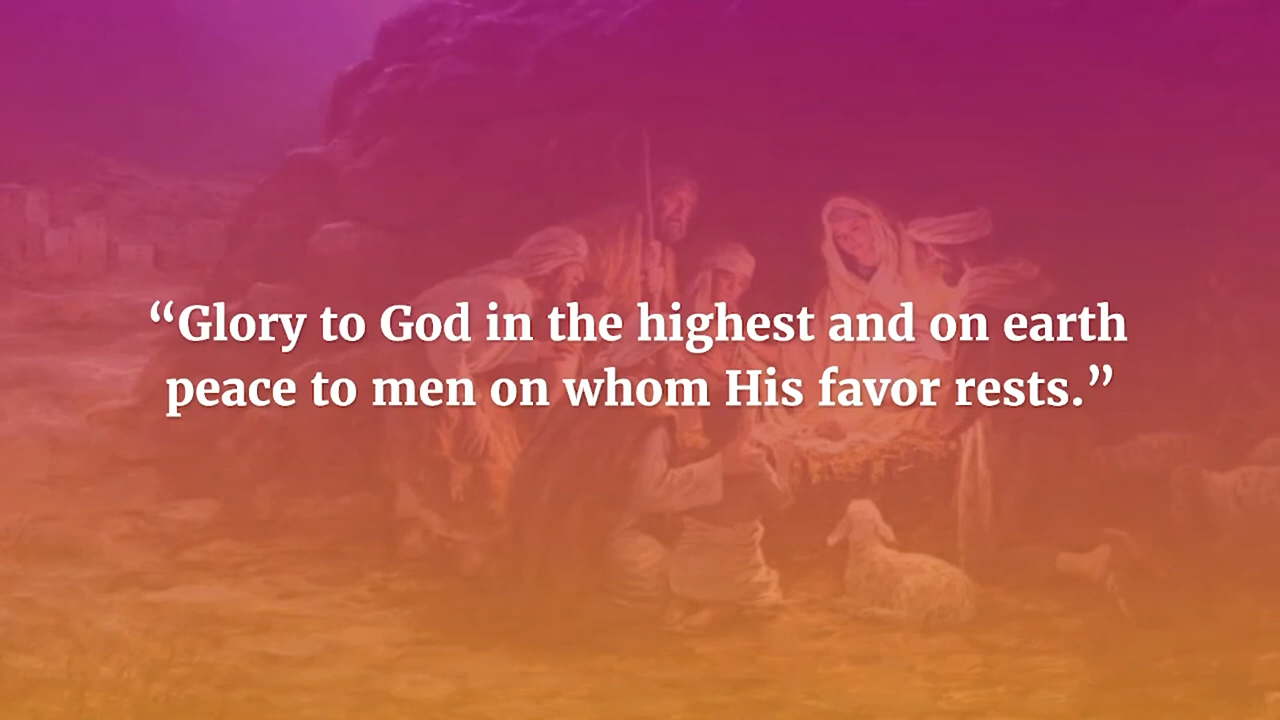 “Glory to God in the highest and on earth
peace to men on whom His favor rests.”